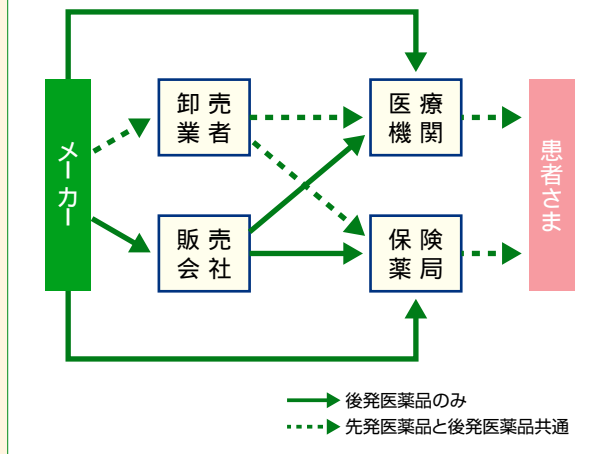 メーカー
卸売
業者
医療
機関
患者さま
販売
会社
保険
薬局
後発医薬品のみ
先発医薬品と後発医薬品共通